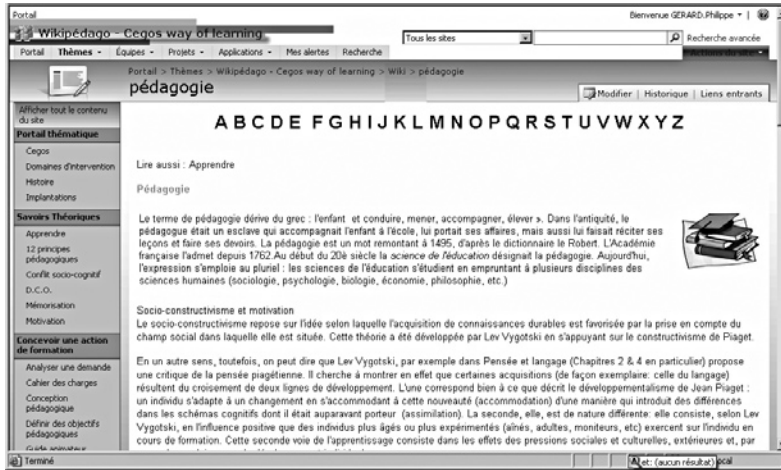 Portail
Bienvenue GERARD.Philippe
Wikipédago - Cegos way of learning
Tous les sites
Recherche avancée
Portail Thèmes - Équipes - Projets - Applications - Mes alertes Recherche
Actions du site
Portail > Thèmes > Wikipédago - Cegos way of learning > Wiki > pédagogie
pédagogie
Modifier | Historique | Liens entrants
Afficher tout le contenu
du site
Portail thématique
Cegos
Domaines d'intervention
Histoire
Implantations
Savoirs Théoriques
Apprendre
12 principes
pédagogiques
Conflit socio-cognitif
D.C.O.
Mémorisation
Motivation
Concevoir une action
de formation
Analyser une demande
Cahier des charges
Conception
pédagogique
Définir des objectifs
pédagogiques
Guide animateur
A B C D E F G H I J K L M N O P Q R S T U V W X Y Z
Lire aussi : Apprendre
Pédagogie
Le terme de pédagogie dérive du grec : l'enfant et conduire, mener, accompagner, élever ». Dans l'antiquité, le
pédagogue était un esclave qui accompagnait l'enfant à l'école, lui portait ses affaires, mais aussi lui faisait réciter ses
leçons et faire ses devoirs. La pédagogie est un mot remontant à 1495, d'après le dictionnaire le Robert. L'Académie
française l'admet depuis 1762.Au début du 20è siècle la science de l'éducation désignait la pédagogie. Aujourd'hui,
l'expression s'emploie au pluriel : les sciences de l'éducation s'étudient en empruntant à plusieurs disciplines des
sciences humaines (sociologie, psychologie, biologie, économie, philosophie, etc.)
Socio-constructivisme et motivation
Le socio-constructivisme repose sur l'idée selon laquelle l'acquisition de connaissances durables est favorisée par la prise en compte du
champ social dans laquelle elle est située. Cette théorie a été développée par Lev Vygotski en s'appuyant sur le constructivisme de Piaget.
En un autre sens, toutefois, on peut dire que Lev Vygotski, par exemple dans Pensée et langage (Chapitres 2 & 4 en particulier) propose
une critique de la pensée piagétienne. Il cherche à montrer en effet que certaines acquisitions (de façon exemplaire: celle du langage)
résultent du croisement de deux lignes de développement. L'une correspond bien à ce que décrit le développementalisme de Jean Piaget :
un individu s'adapte à un changement en s'accommodant à cette nouveauté (accommodation) d'une manière qui introduit des différences
dans les schémas cognitifs dont il était auparavant porteur (assimilation). La seconde, elle, est de nature différente: elle consiste, selon Lev
Vygotski, en l'influence positive que des individus plus âgés ou plus expérimentés (aînés, adultes, moniteurs, etc) exercent sur l'individu en
cours de formation. Cette seconde voie de l'apprentissage consiste dans les effets des pressions sociales et culturelles, extérieures et, par
Terminé
et: (aucun résultat)
ocal